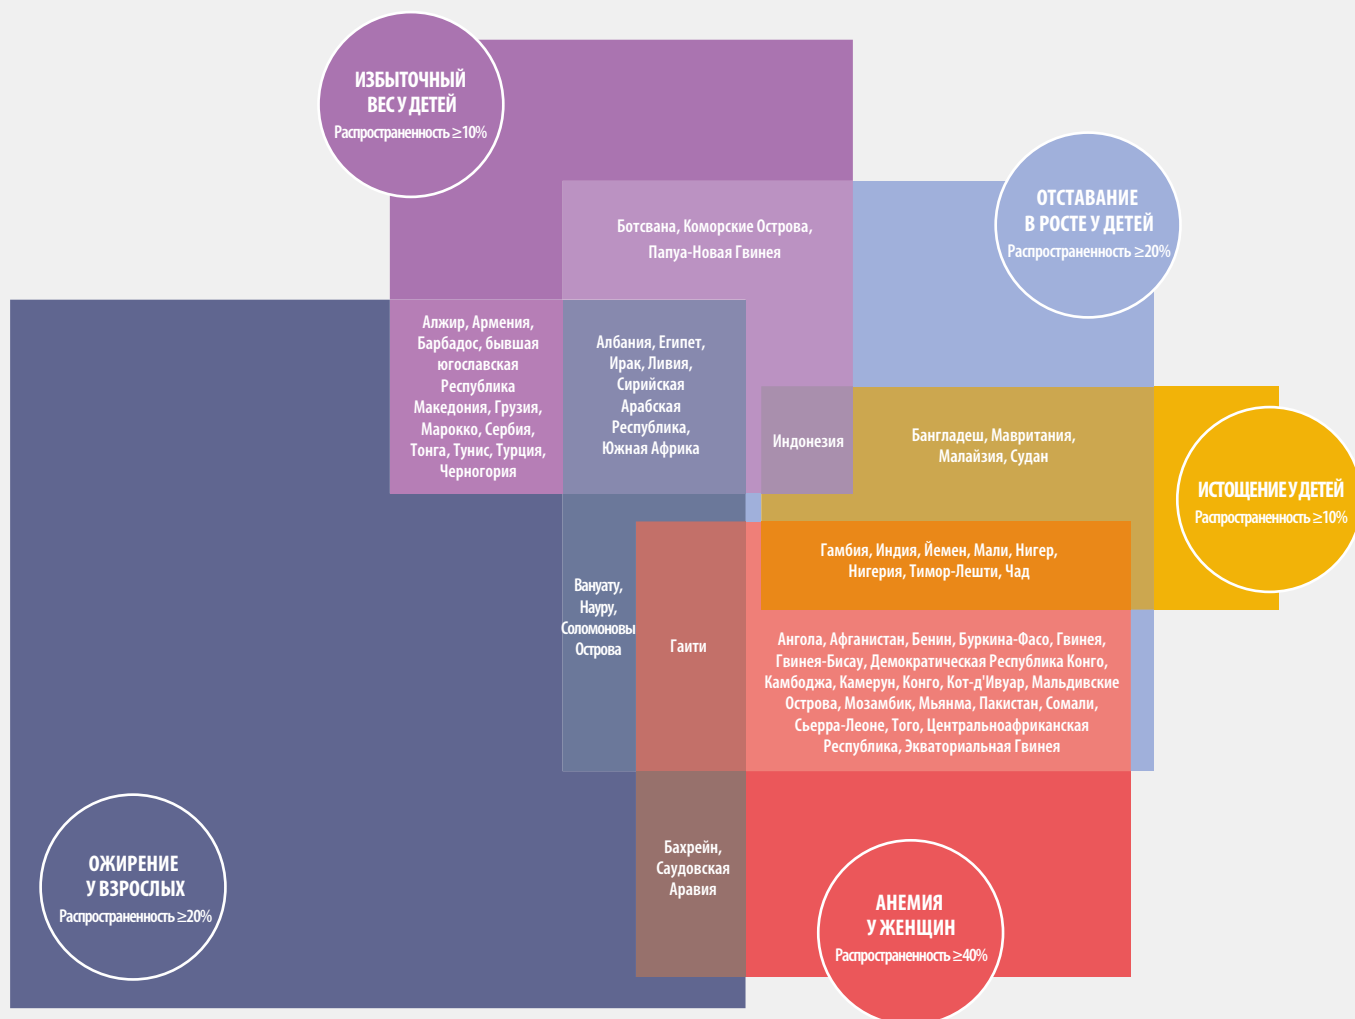 ИЗБЫТОЧНЫЙ
ВЕС У ДЕТЕЙ
Распространенность ≥10%
ОТСТАВАНИЕ
В РОСТЕ У ДЕТЕЙ
Распространенность ≥20%
Ботсвана, Коморские Острова,
Папуа-Новая Гвинея
Алжир, Армения,
Барбадос, бывшая
югославская
Республика
Македония, Грузия,
Марокко, Сербия,
Тонга, Тунис, Турция,
Черногория
Албания, Египет,
Ирак, Ливия,
Сирийская
Арабская
Республика,
Южная Африка
Индонезия
Бангладеш, Мавритания,
Малайзия, Судан
ИСТОЩЕНИЕ У ДЕТЕЙ
Распространенность ≥10%
Гамбия, Индия, Йемен, Мали, Нигер,
Нигерия, Тимор-Лешти, Чад
Вануату,
Науру,
Соломоновы
Острова
Гаити
Ангола, Афганистан, Бенин, Буркина-Фасо, Гвинея,
Гвинея-Бисау, Демократическая Республика Конго,
Камбоджа, Камерун, Конго, Кот-д'Ивуар, Мальдивские
Острова, Мозамбик, Мьянма, Пакистан, Сомали,
Сьерра-Леоне, Того, Центральноафриканская
Республика, Экваториальная Гвинея
Бахрейн,
Саудовская
Аравия
ОЖИРЕНИЕ
У ВЗРОСЛЫХ
Распространенность ≥20%
АНЕМИЯ
У ЖЕНЩИН
Распространенность ≥40%